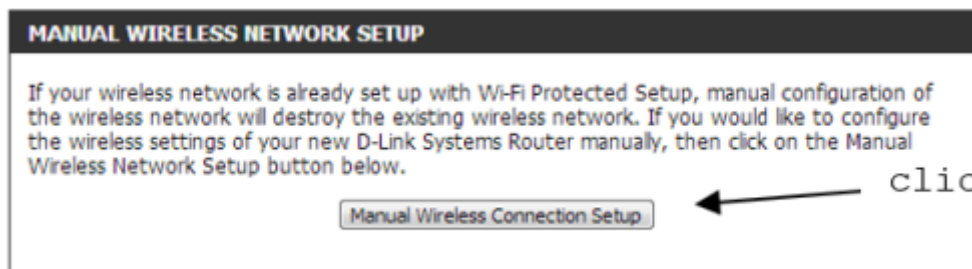 MANUAL WIRELESS NETWORK SETUP
If your wireless network is already set up with Wi-Fi Protected Setup, manual configuration of
the wireless network will destroy the existing wireless network. If you would like to configure
the wireless settings of your new D-Link Systems Router manually, then click on the Manual
Wireless Network Setup button below.
Manual Wireless Connection Setup